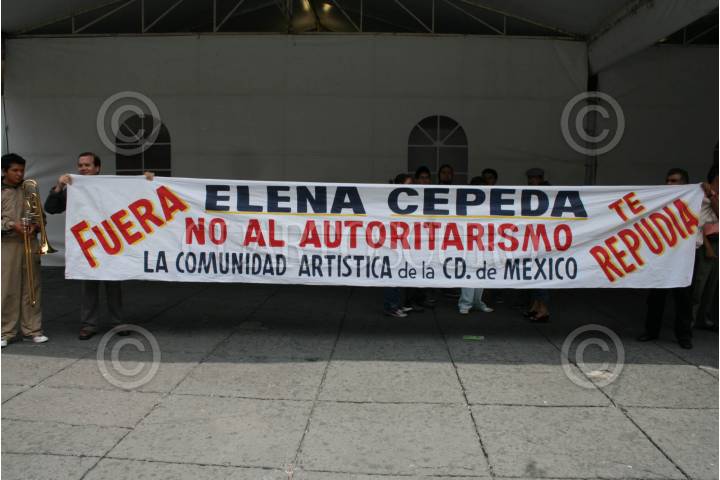 FUERA
ELENA CEPEDA
NO AL AUTORITARISMO
LA COMUNIDAD ARTISTICA de la CD. de MEXICO
TE
REPUDIA
©
©
©
©